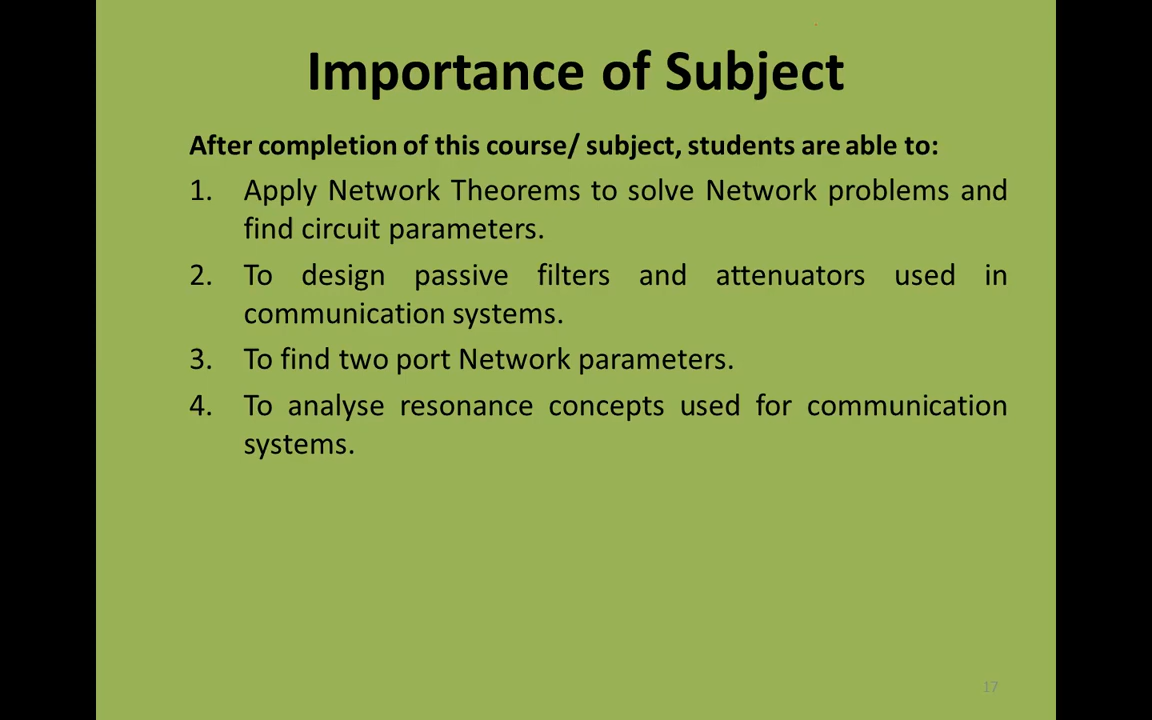 Importance of Subject
After completion of this course/ subject, students are able to:
1. Apply Network Theorems to solve Network problems and
find circuit parameters.
2. To design passive filters and attenuators used in
communication systems.
3. To find two port Network parameters.
4. To analyse resonance concepts used for communication
systems.
17